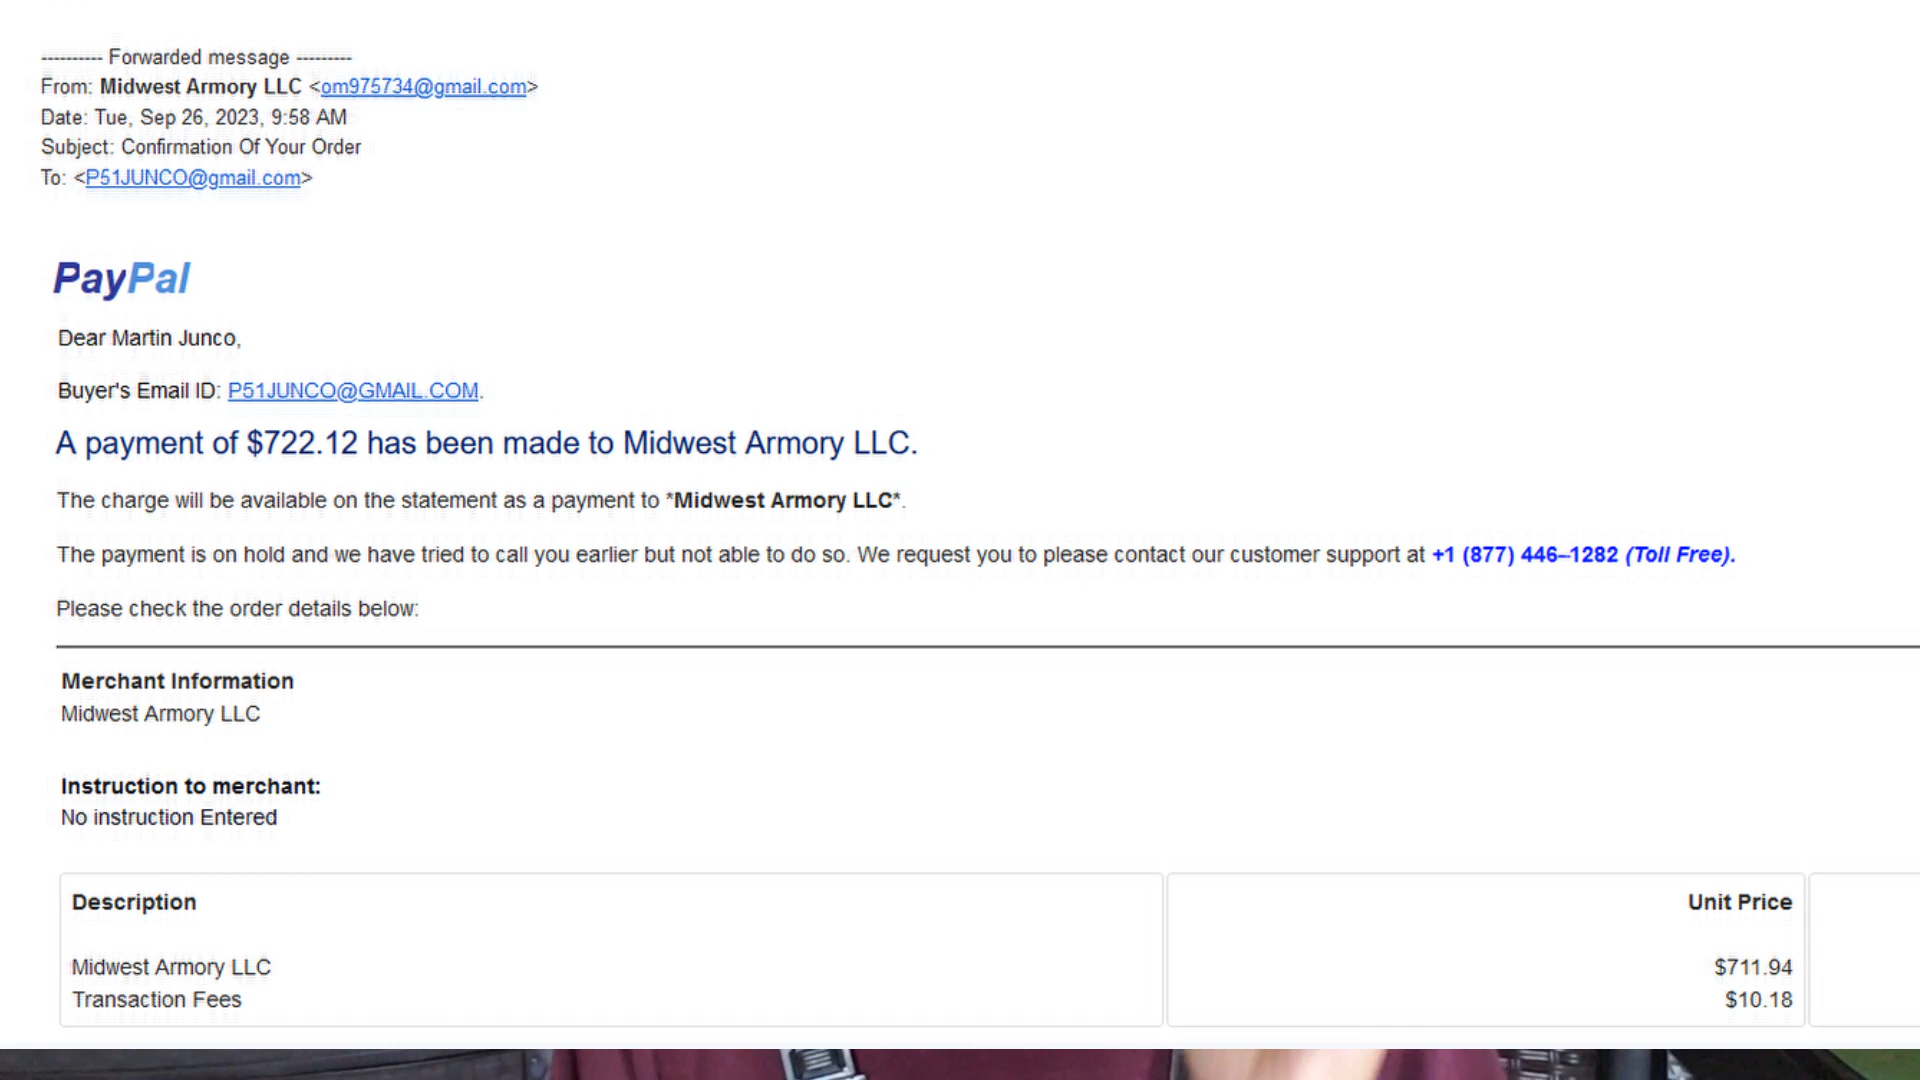 ---------- Forwarded message ---------
From: Midwest Armory LLC <om975734@gmail.com>
Date: Tue, Sep 26, 2023, 9:58 AM
Subject: Confirmation Of Your Order
To: <P51JUNCO@gmail.com>
PayPal
Dear Martin Junco,
Buyer's Email ID: P51JUNCO@GMAIL.COM.
A payment of $722.12 has been made to Midwest Armory LLC.
The charge will be available on the statement as a payment to *Midwest Armory LLC*.
The payment is on hold and we have tried to call you earlier but not able to do so. We request you to please contact our customer support at +1 (877) 446–1282 (Toll Free).
Please check the order details below:
Merchant Information
Midwest Armory LLC
Instruction to merchant:
No instruction Entered
Description Unit Price
Midwest Armory LLC $711.94
Transaction Fees $10.18